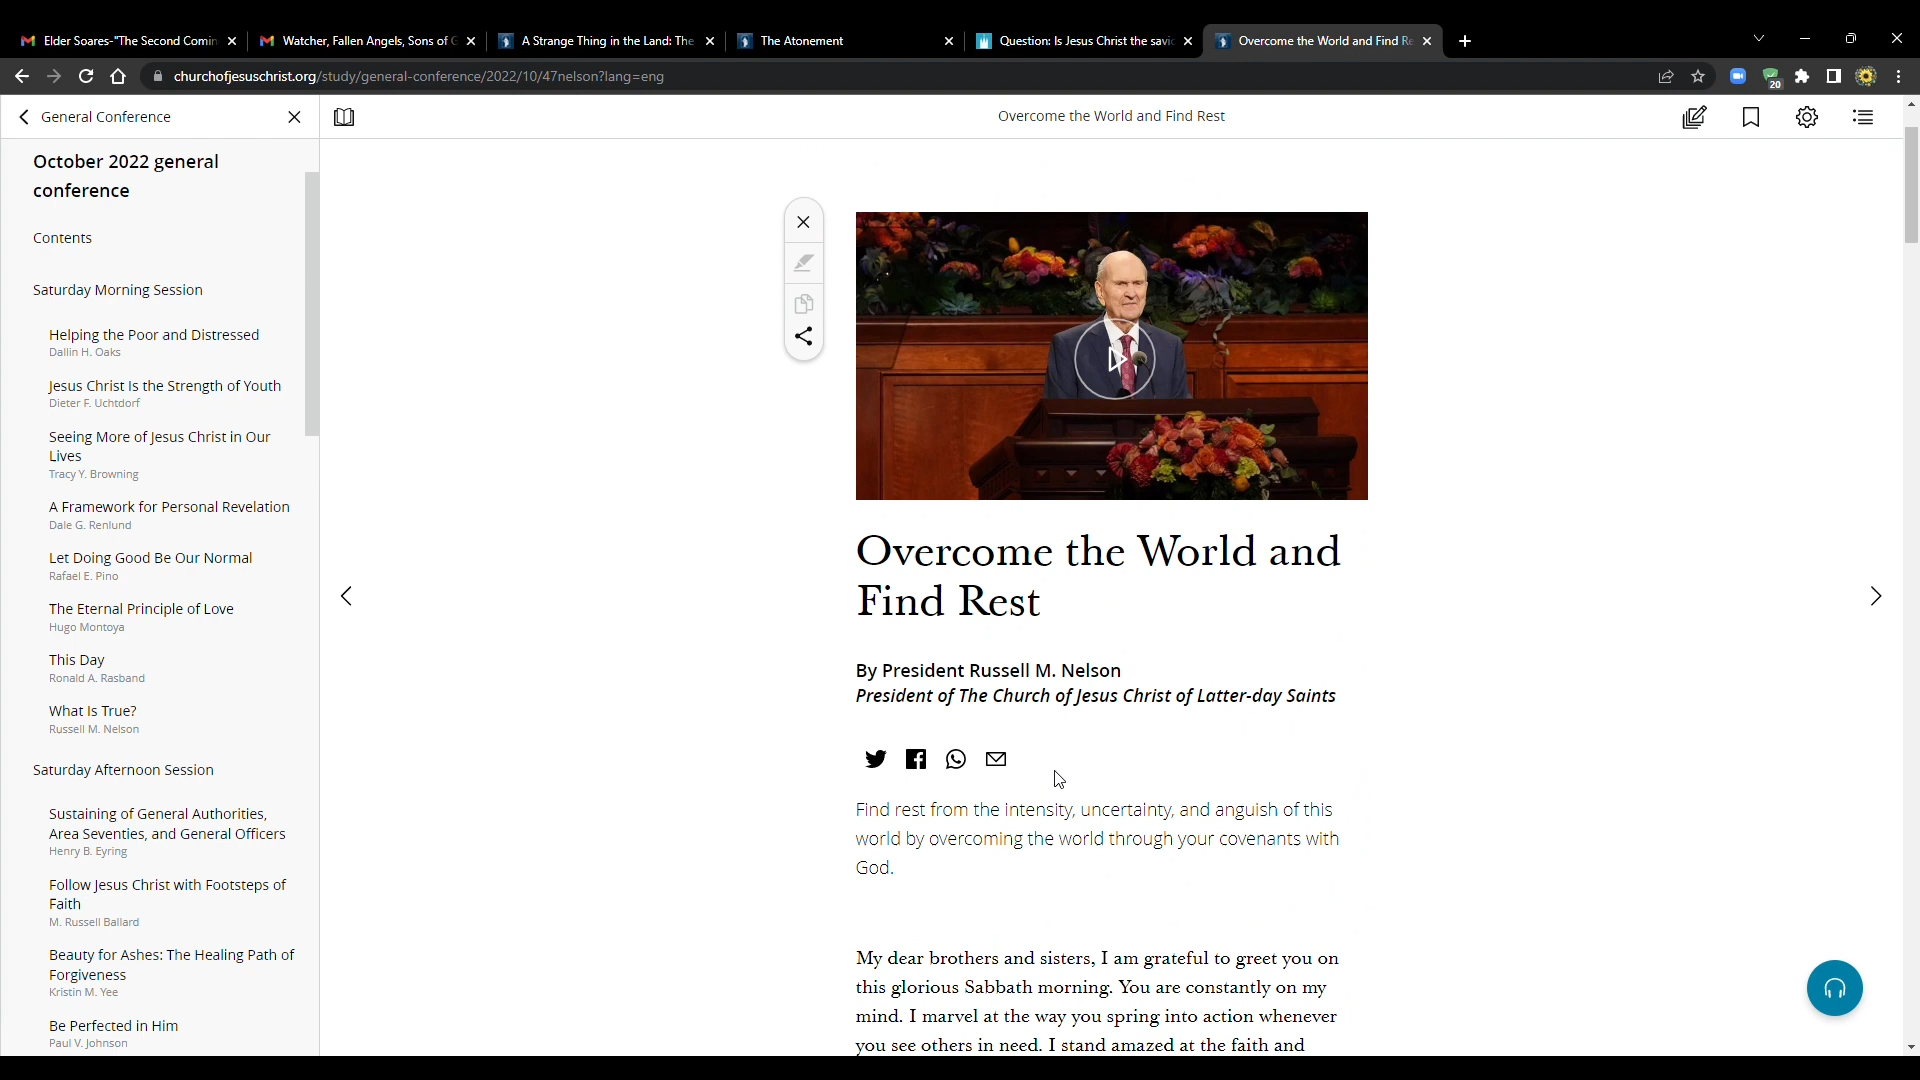 Elder Soares-"The Second Comin
Watcher, Fallen Angels, Sons of G
A Strange Thing in the Land: The
The Atonement
Question: Is Jesus Christ the savio
Overcome the World and Find Re
churchofjesuschrist.org/study/general-conference/2022/10/47nelson?lang=eng
20
General Conference
Overcome the World and Find Rest
October 2022 general
conference
Contents
Saturday Morning Session
Helping the Poor and Distressed
Dallin H. Oaks
Jesus Christ Is the Strength of Youth
Dieter F. Uchtdorf
Seeing More of Jesus Christ in Our
Lives
Tracy Y. Browning
A Framework for Personal Revelation
Dale G. Renlund
Let Doing Good Be Our Normal
Rafael E. Pino
The Eternal Principle of Love
Hugo Montoya
This Day
Ronald A. Rasband
What Is True?
Russell M. Nelson
Saturday Afternoon Session
Sustaining of General Authorities,
Area Seventies, and General Officers
Henry B. Eyring
Follow Jesus Christ with Footsteps of
Faith
M. Russell Ballard
Beauty for Ashes: The Healing Path of
Forgiveness
Kristin M. Yee
Be Perfected in Him
Paul V. Johnson
Overcome the World and
Find Rest
By President Russell M. Nelson
President of The Church of Jesus Christ of Latter-day Saints
Find rest from the intensity, uncertainty, and anguish of this
world by overcoming the world through your covenants with
God.
My dear brothers and sisters, I am grateful to greet you on
this glorious Sabbath morning. You are constantly on my
mind. I marvel at the way you spring into action whenever
you see others in need. I stand amazed at the faith and